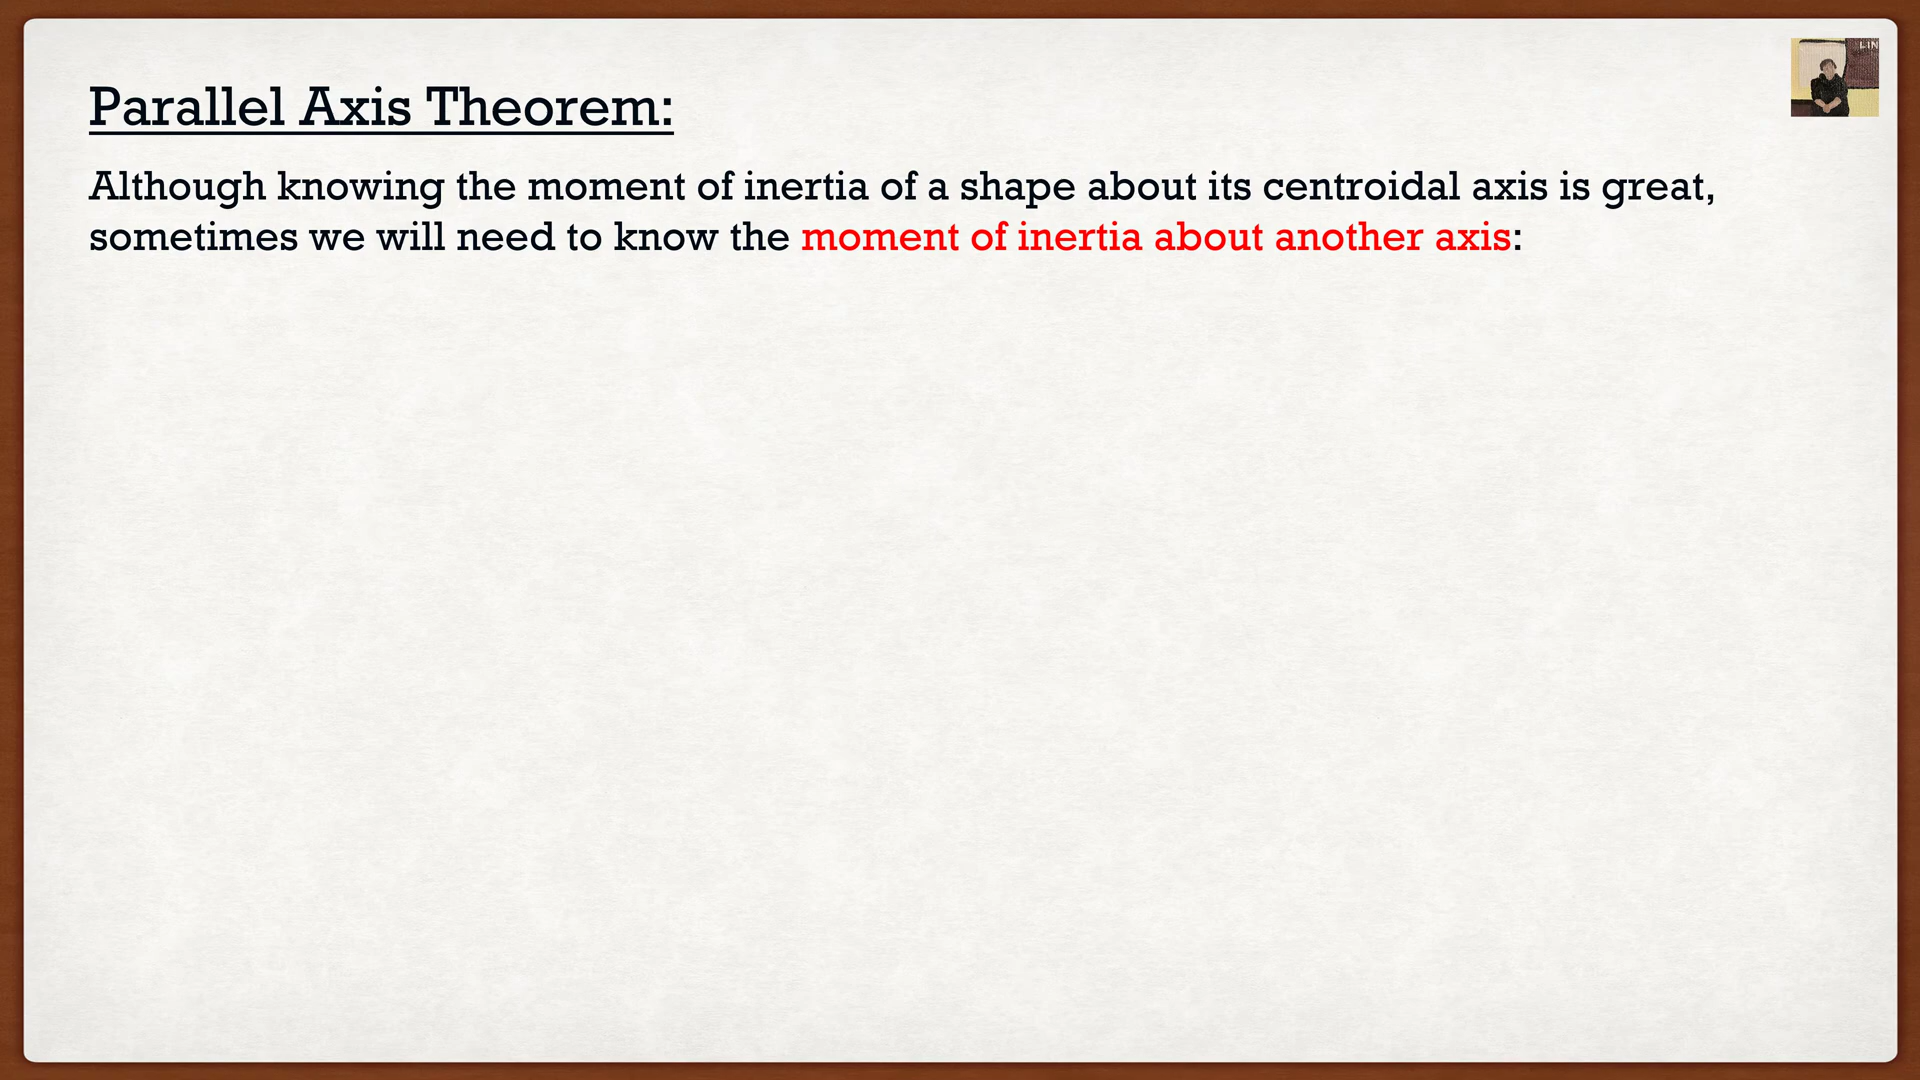 Parallel Axis Theorem:
Although knowing the moment of inertia of a shape about its centroidal axis is great,
sometimes we will need to know the moment of inertia about another axis:
LIN